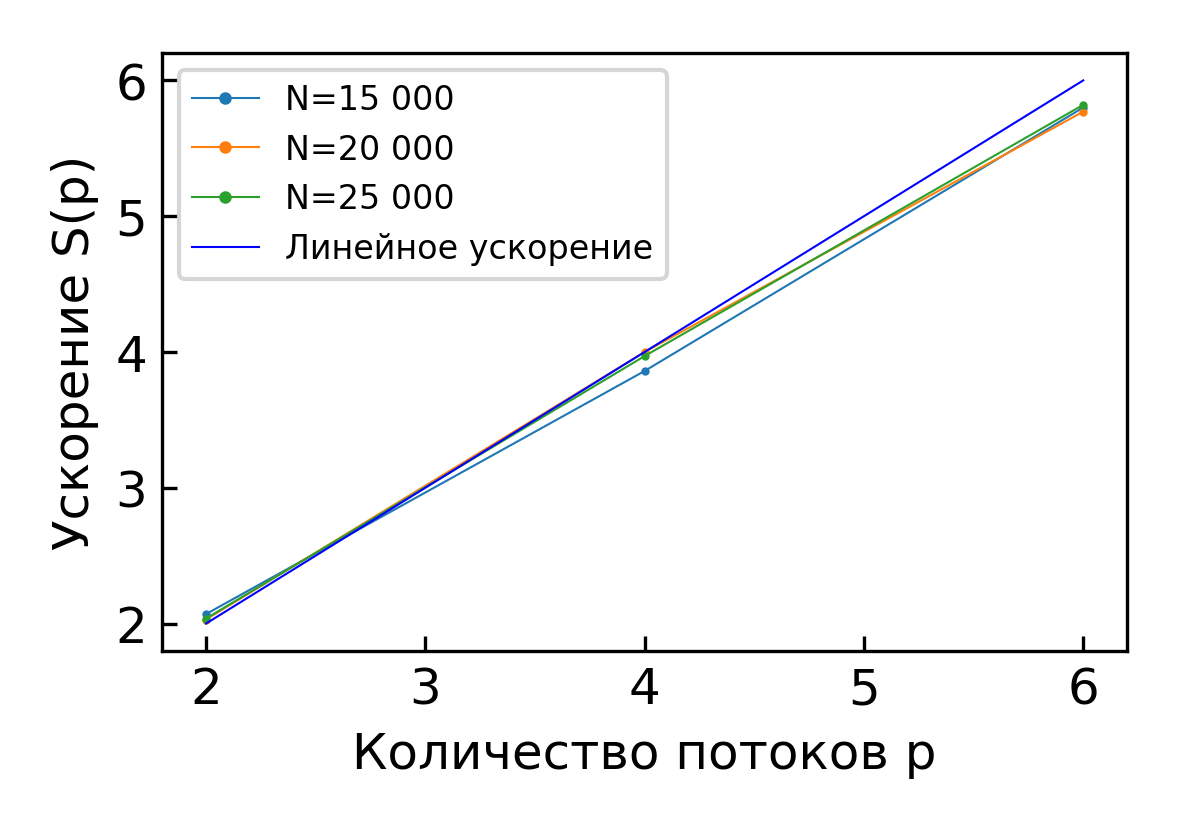 6
5
4
3
2
Ускорение S(p)
N=15 000
N=20 000
N=25 000
Линейное ускорение
2 3 4 5 6
Количество потоков p